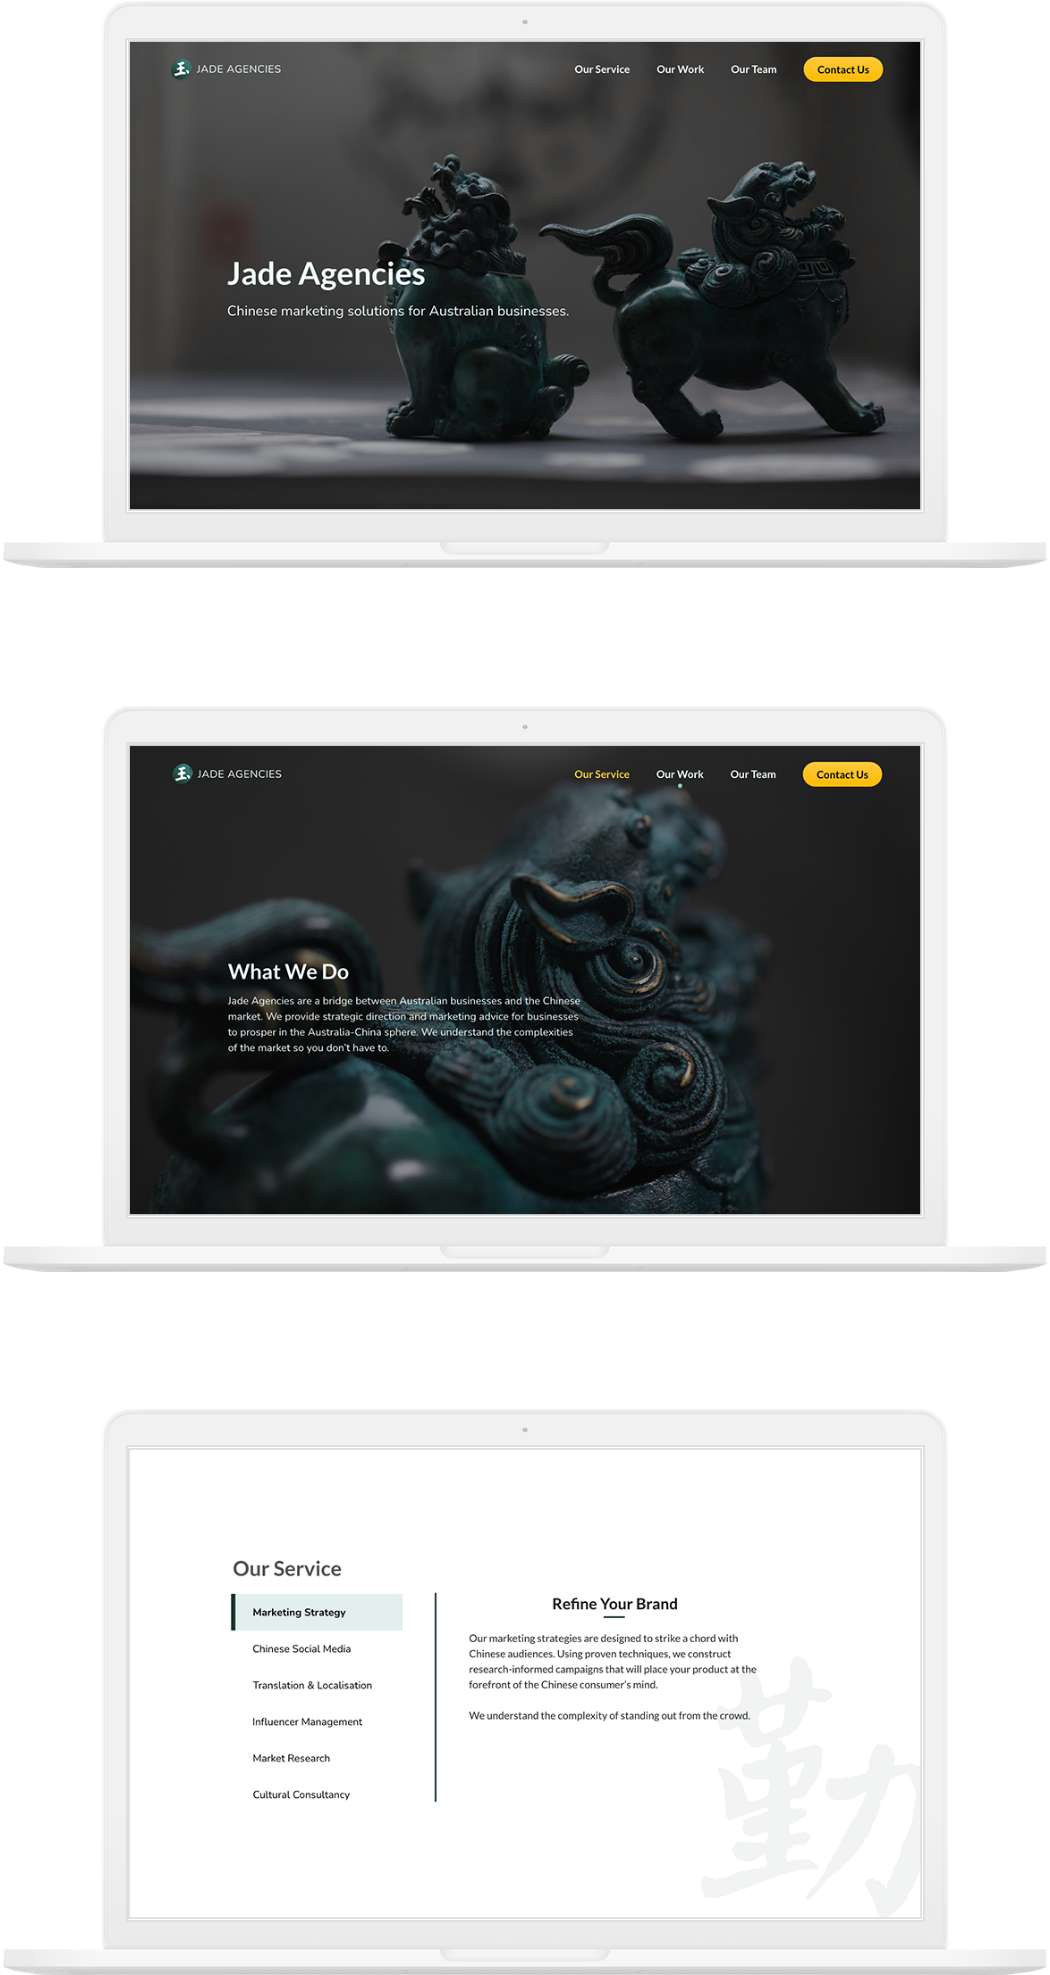 JADE AGENCIES
Our Service
Our Work
Our Team
Contact Us
Jade Agencies
Chinese marketing solutions for Australian businesses.
JADE AGENCIES
Our Service
Our Work
Our Team
Contact Us
What We Do
Jade Agencies are a bridge between Australian businesses and the Chinese
market. We provide strategic direction and marketing advice for businesses
to prosper in the Australia-China sphere. We understand the complexities
of the market so you don't have to.
Our Service
Marketing Strategy
Chinese Social Media
Translation & Localisation
Influencer Management
Market Research
Cultural Consultancy
Refine Your Brand
Our marketing strategies are designed to strike a chord with
Chinese audiences. Using proven techniques, we construct
research-informed campaigns that will place your product at the
forefront of the Chinese consumer's mind.
We understand the complexity of standing out from the crowd.
勤